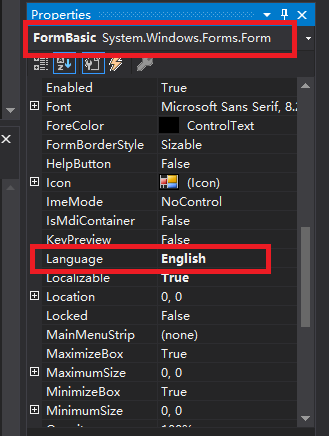 Properties
FormBasic System.Windows.Forms.Form
Enabled True
Font Microsoft Sans Serif, 8.2
ForeColor ControlText
FormBorderStyle Sizable
HelpButton False
Icon (Icon)
ImeMode NoControl
IsMdiContainer False
KeyPreview False
Language English
Localizable True
Location 0, 0
Locked False
MainMenuStrip (none)
MaximizeBox True
MaximumSize 0, 0
MinimizeBox True
MinimumSize 0, 0
Opacity 100%